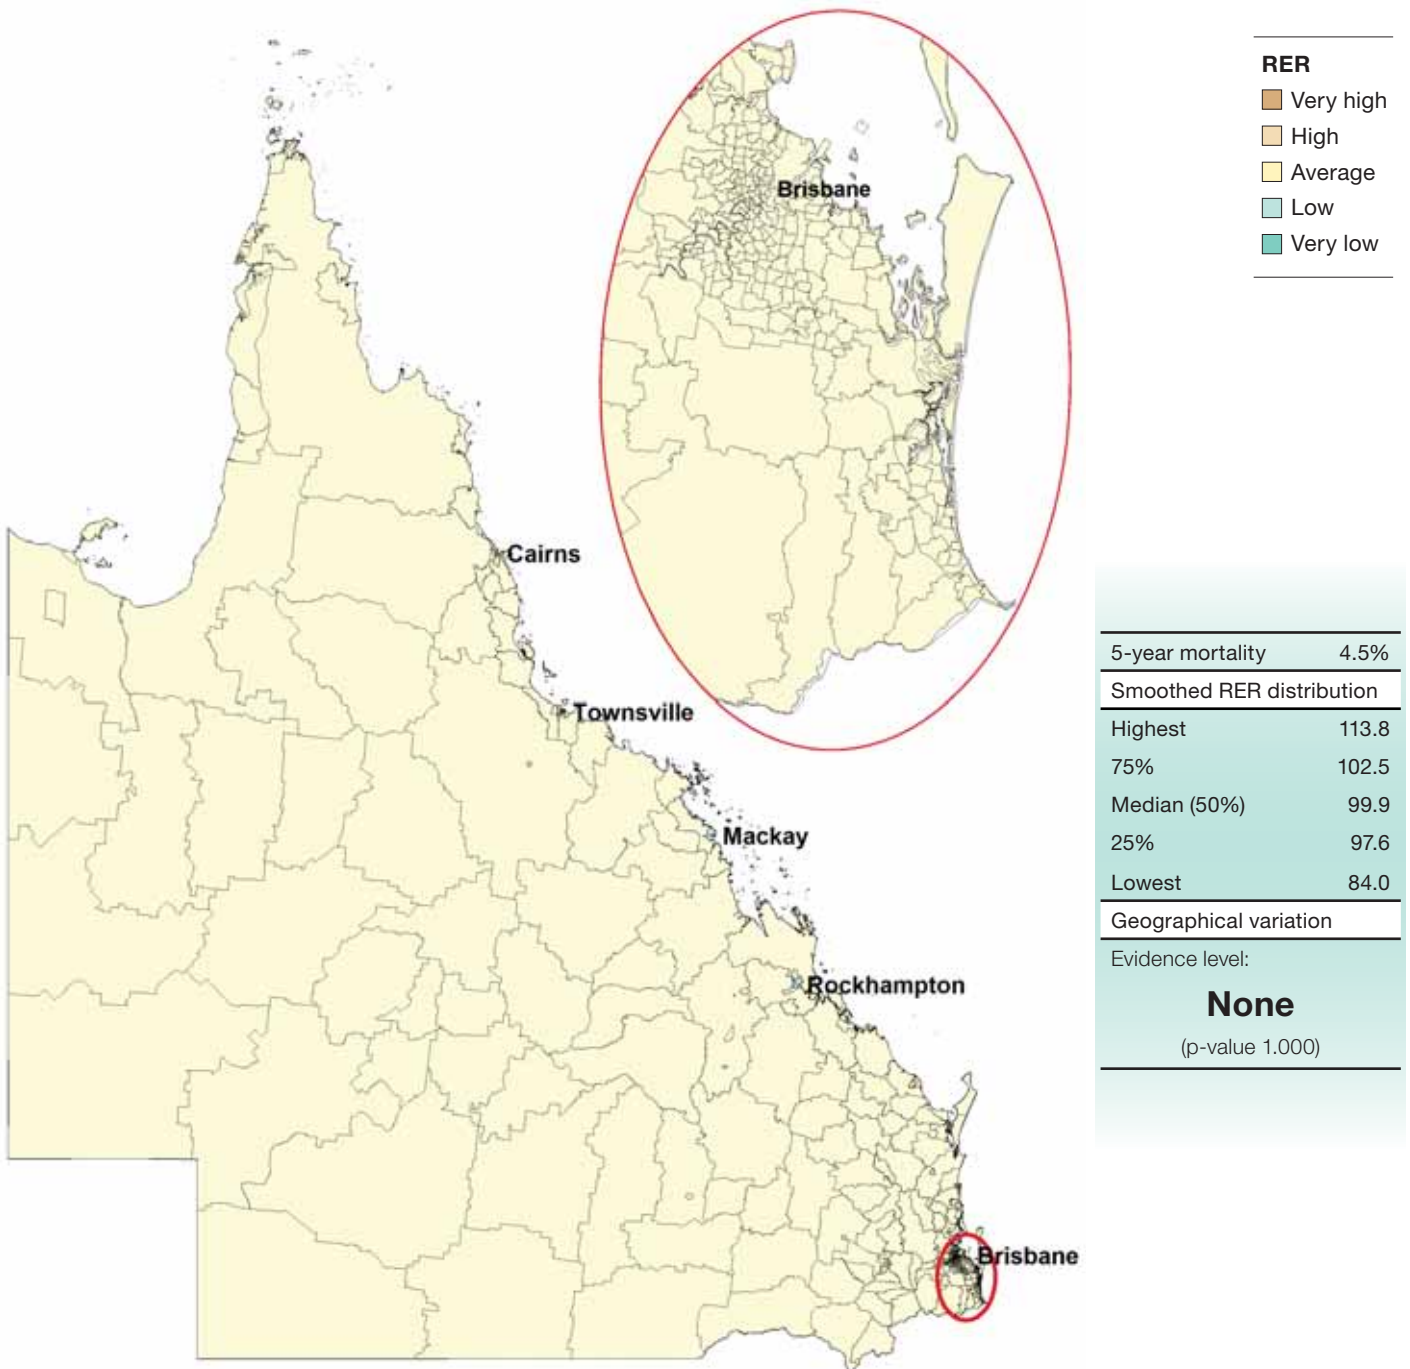 RER
Very high
High
Average
Low
Very low
Brisbane
Cairns
Townsville
Mackay
Rockhampton
Brisbane
5-year mortality 4.5%
Smoothed RER distribution
Highest 113.8
75% 102.5
Median (50%) 99.9
25% 97.6
Lowest 84.0
Geographical variation
Evidence level:
None
(p-value 1.000)